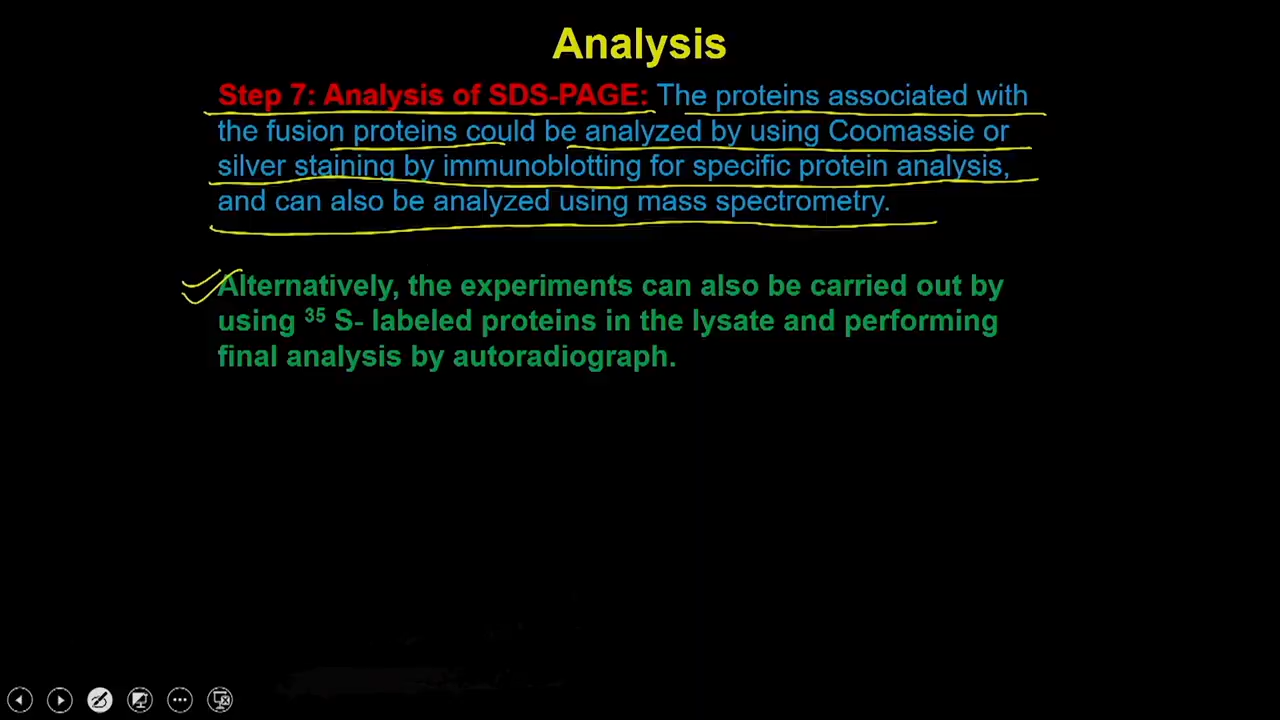 Analysis
Step 7: Analysis of SDS-PAGE: The proteins associated with
the fusion proteins could be analyzed by using Coomassie or
silver staining by immunoblotting for specific protein analysis,
and can also be analyzed using mass spectrometry.
Alternatively, the experiments can also be carried out by
using ³⁵ S- labeled proteins in the lysate and performing
final analysis by autoradiograph.